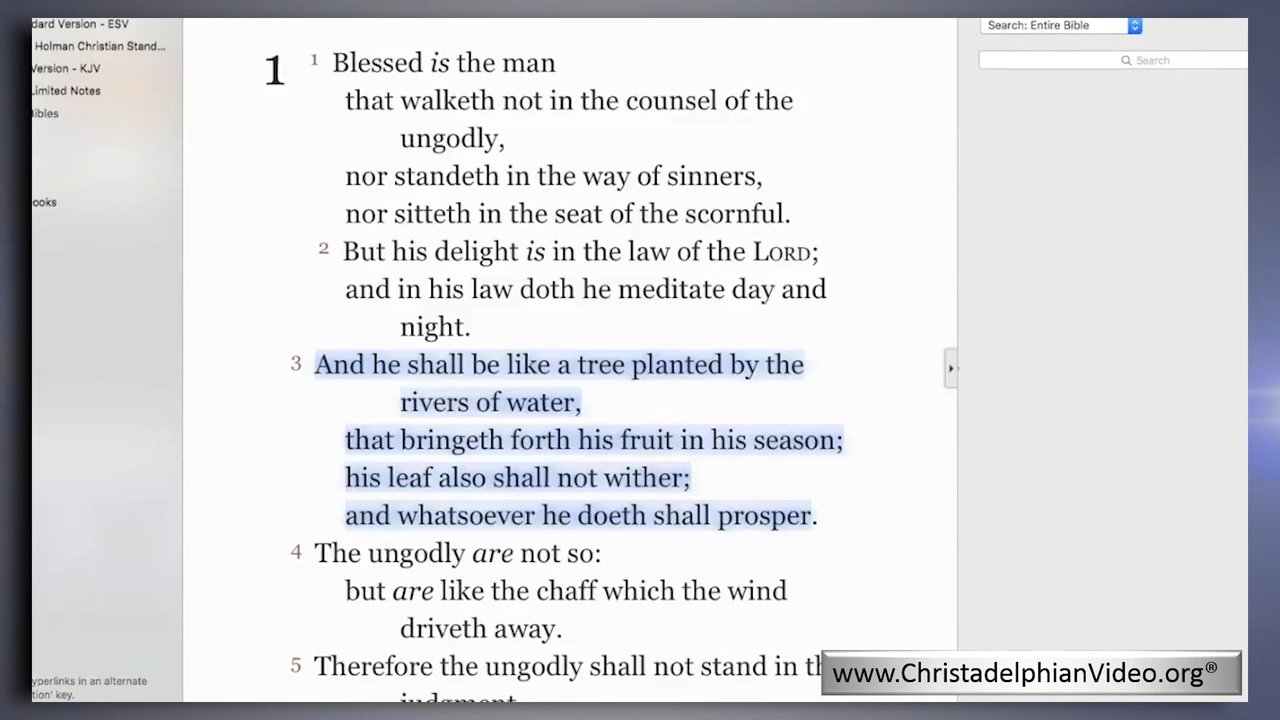 dard Version - ESV
Holman Christian Stand...
Version - KJV
Limited Notes
Bibles
ooks
yperlinks in an alternate
tion' key.
1
1 Blessed is the man
that walketh not in the counsel of the
ungodly,
nor standeth in the way of sinners,
nor sitteth in the seat of the scornful.
2 But his delight is in the law of the LORD;
and in his law doth he meditate day and
night.
3 And he shall be like a tree planted by the
rivers of water,
that bringeth forth his fruit in his season;
his leaf also shall not wither;
and whatsoever he doeth shall prosper.
4 The ungodly are not so:
but are like the chaff which the wind
driveth away.
5 Therefore the ungodly shall not stand in th
judgment
Search: Entire Bible
Search
www.ChristadelphianVideo.org®